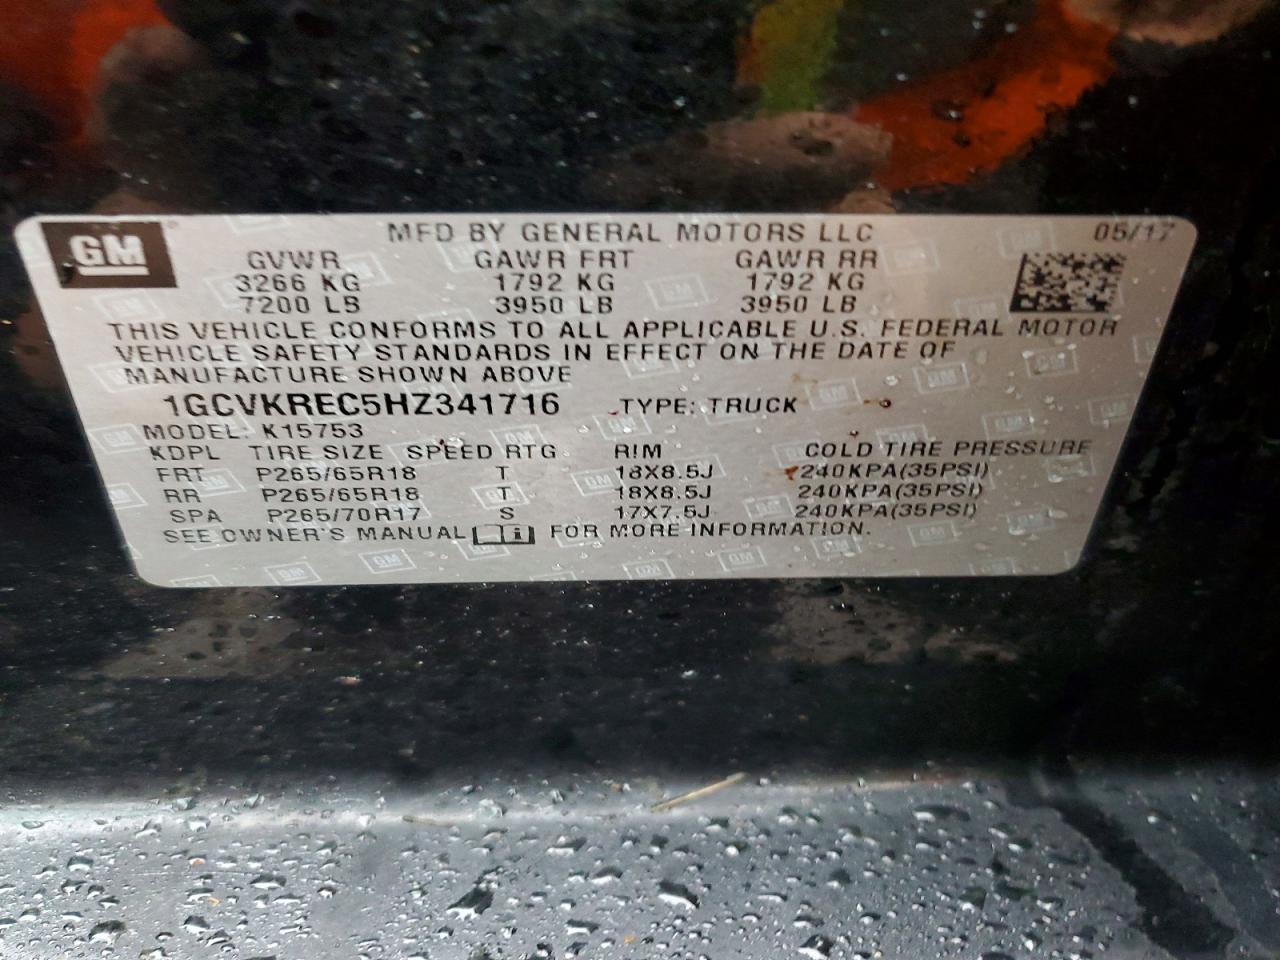 GM
MFD BY GENERAL MOTORS LLC 05/17
GVWR GAWR FRT GAWR RR
3266 KG 1792 KG 1792 KG
7200 LB 3950 LB 3950 LB
THIS VEHICLE CONFORMS TO ALL APPLICABLE U.S. FEDERAL MOTOR
VEHICLE SAFETY STANDARDS IN EFFECT ON THE DATE OF
MANUFACTURE SHOWN ABOVE
1GCVKREC5HZ341716 TYPE: TRUCK
MODEL: K15753
KDPL TIRE SIZE SPEED RTG RIM COLD TIRE PRESSURE
FRT P265/65R18 T 18X8.5J 240KPA(35PSI)
RR P265/65R18 T 18X8.5J 240KPA(35PSI)
SPA P265/70R17 S 17X7.5J 240KPA(35PSI)
SEE OWNER'S MANUAL FOR MORE INFORMATION.